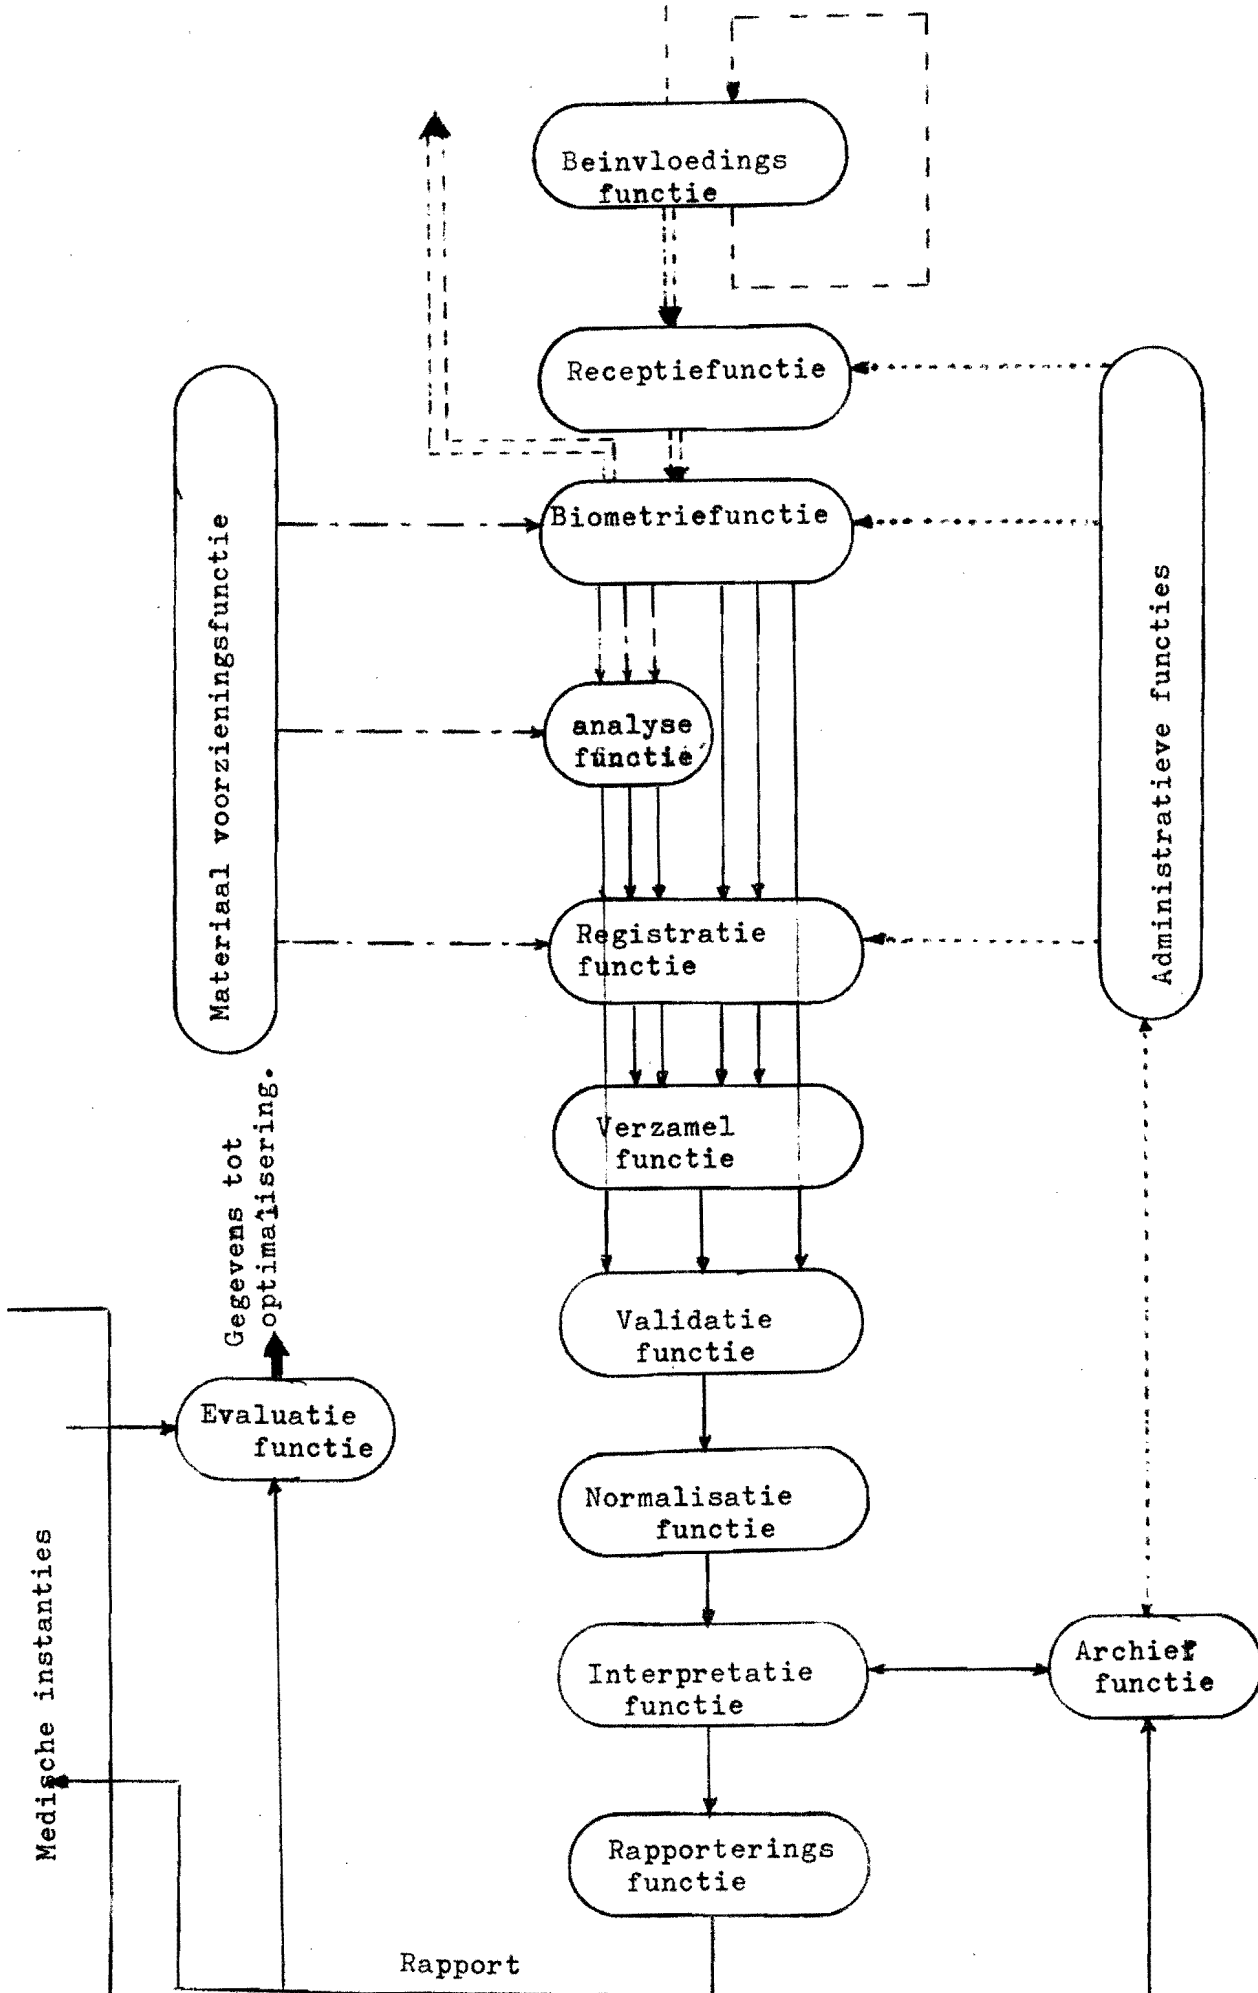 Beinvloedings
functie
Receptiefunctie
Biometriefunctie
Materiaal voorzieningsfunctie
Administratieve functies
analyse
functie
Registratie
functie
Verzamel
functie
Gegevens tot
optimalisering.
Validatie
functie
Evaluatie
functie
Normalisatie
functie
Medische instanties
Interpretatie
functie
Archief
functie
Rapporterings
functie
Rapport